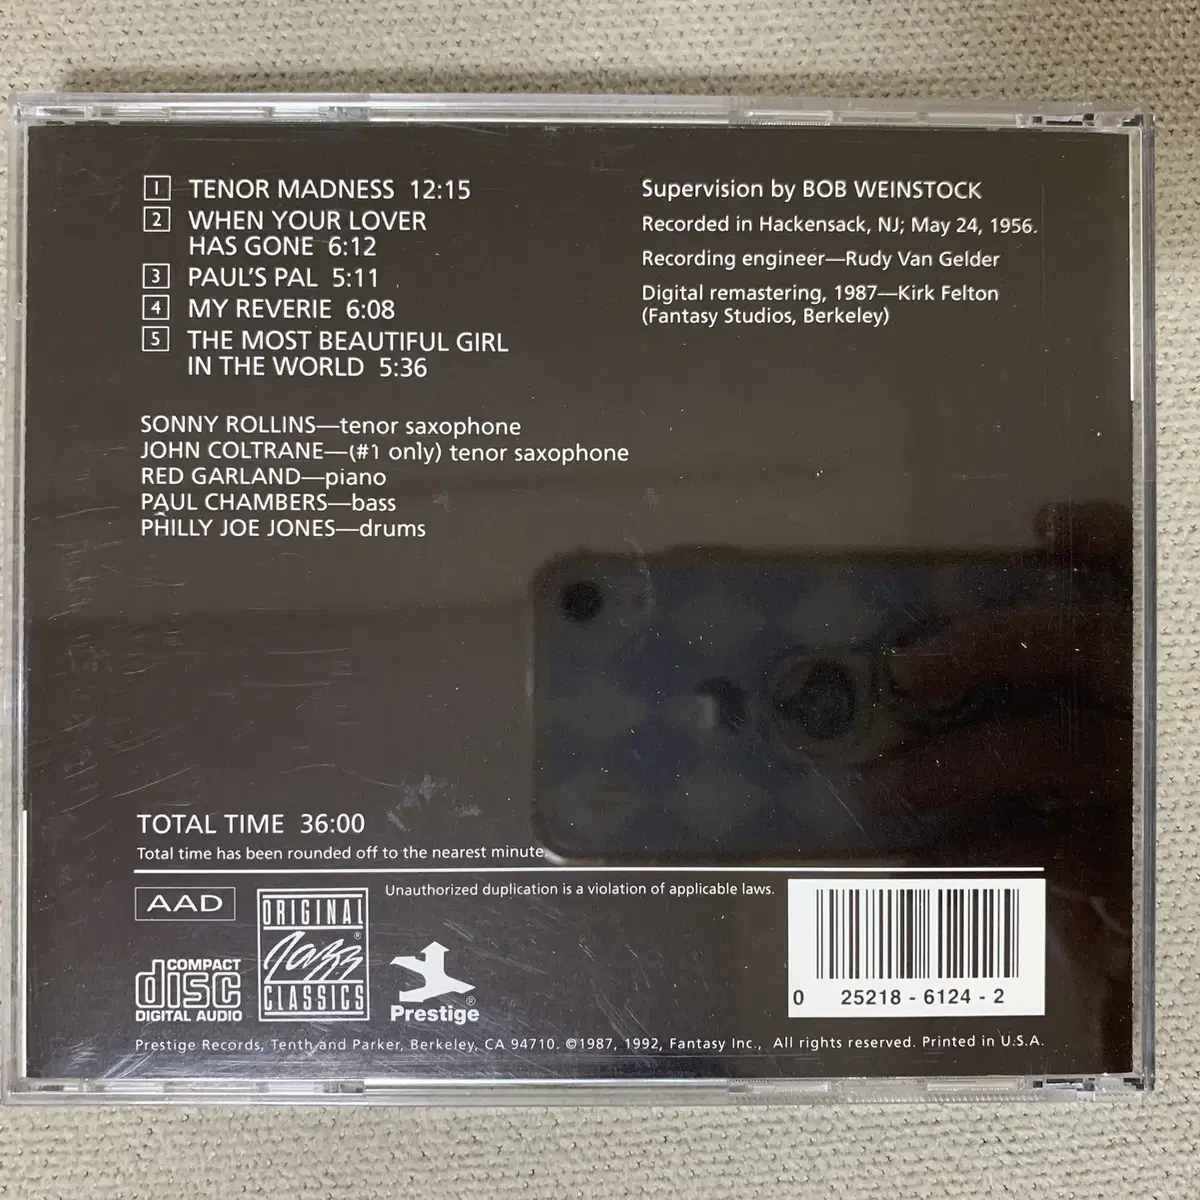 1 TENOR MADNESS 12:15
2 WHEN YOUR LOVER
HAS GONE 6:12
3 PAUL'S PAL 5:11
4 MY REVERIE 6:08
5 THE MOST BEAUTIFUL GIRL
IN THE WORLD 5:36
SONNY ROLLINS—tenor saxophone
JOHN COLTRANE—(#1 only) tenor saxophone
RED GARLAND—piano
PAUL CHAMBERS—bass
PHILLY JOE JONES—drums
Supervision by BOB WEINSTOCK
Recorded in Hackensack, NJ; May 24, 1956.
Recording engineer—Rudy Van Gelder
Digital remastering, 1987—Kirk Felton
(Fantasy Studios, Berkeley)
TOTAL TIME 36:00
Total time has been rounded off to the nearest minute.
AAD
COMPACT
disc
DIGITAL AUDIO
ORIGINAL
Jazz®
CLASSICS
Prestige®
Unauthorized duplication is a violation of applicable laws.
0 25218 - 6124 - 2
Prestige Records, Tenth and Parker, Berkeley, CA 94710. ©1987, 1992, Fantasy Inc., All rights reserved. Printed in U.S.A.